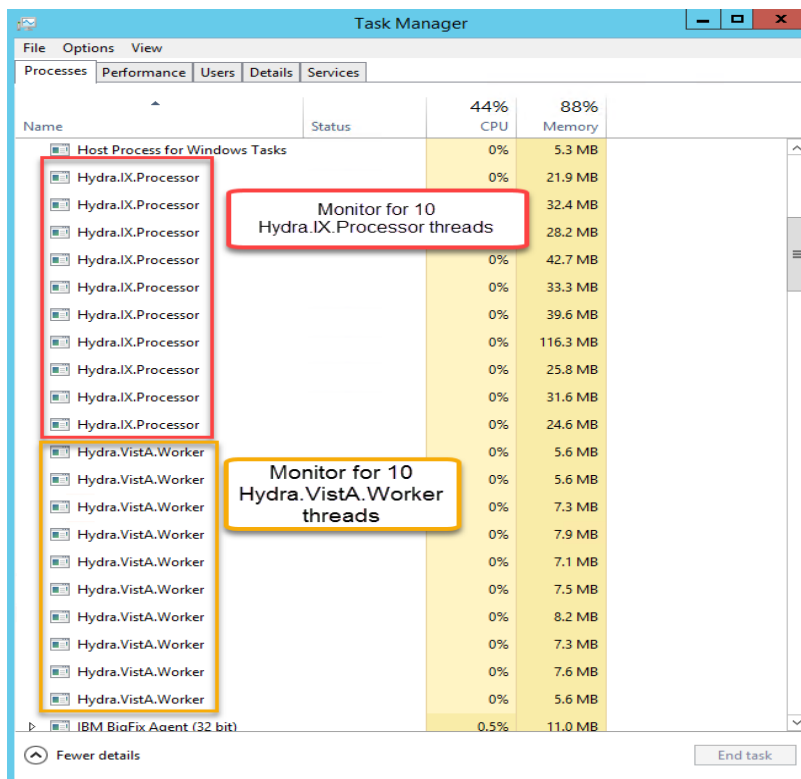 Task Manager
File Options View
Processes Performance Users Details Services
44% 88%
Name Status CPU Memory
Host Process for Windows Tasks 0% 5.3 MB
Hydra.IX.Processor 0% 21.9 MB
Hydra.IX.Processor 32.4 MB
Hydra.IX.Processor 28.2 MB
Hydra.IX.Processor 0% 42.7 MB
Hydra.IX.Processor 0% 33.3 MB
Hydra.IX.Processor 0% 39.6 MB
Hydra.IX.Processor 0% 116.3 MB
Hydra.IX.Processor 0% 25.8 MB
Hydra.IX.Processor 0% 31.6 MB
Hydra.IX.Processor 0% 24.6 MB
Monitor for 10
Hydra.IX.Processor threads
Hydra.VistA.Worker 0% 5.6 MB
Hydra.VistA.Worker 0% 5.6 MB
Hydra.VistA.Worker 0% 7.3 MB
Hydra.VistA.Worker 0% 7.9 MB
Hydra.VistA.Worker 0% 7.1 MB
Hydra.VistA.Worker 0% 7.5 MB
Hydra.VistA.Worker 0% 8.2 MB
Hydra.VistA.Worker 0% 7.3 MB
Hydra.VistA.Worker 0% 7.6 MB
Hydra.VistA.Worker 0% 5.6 MB
Monitor for 10
Hydra.VistA.Worker
threads
IBM BigFix Agent (32 bit) 0.5% 11.0 MB
Fewer details End task